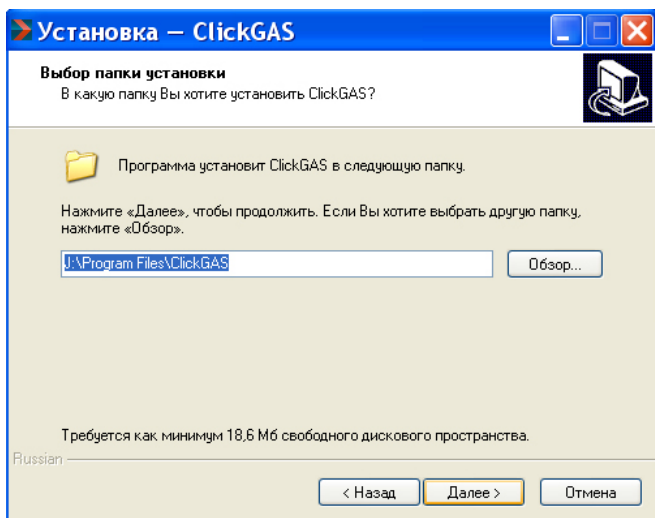 Установка — ClickGAS
Выбор папки установки
В какую папку Вы хотите установить ClickGAS?
Программа установит ClickGAS в следующую папку.
Нажмите «Далее», чтобы продолжить. Если Вы хотите выбрать другую папку,
нажмите «Обзор».
J:\Program Files\ClickGAS
Обзор...
Требуется как минимум 18,6 Мб свободного дискового пространства.
Russian
< Назад
Далее >
Отмена